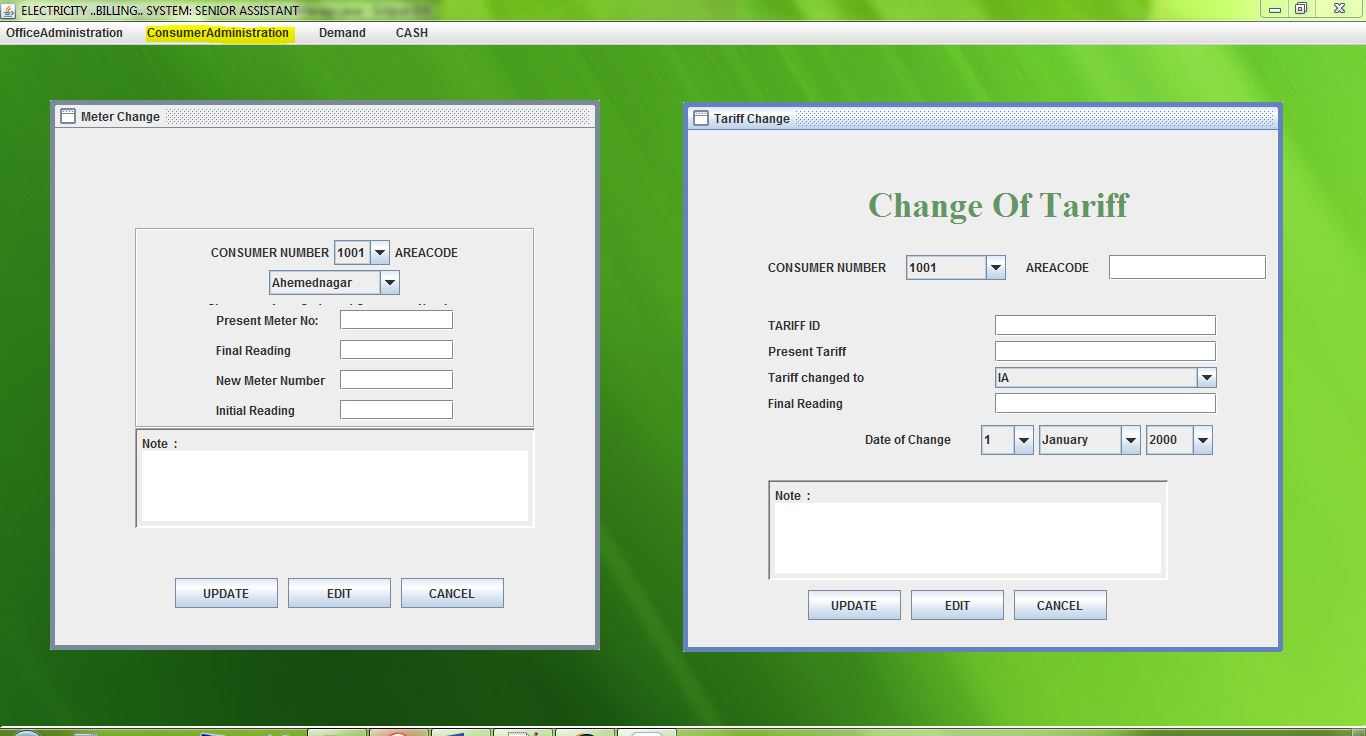 ELECTRICITY ..BILLING.. SYSTEM: SENIOR ASSISTANT
OfficeAdministration ConsumerAdministration Demand CASH
Meter Change
CONSUMER NUMBER 1001 AREACODE
Ahemednagar
Present Meter No:
Final Reading
New Meter Number
Initial Reading
Note :
UPDATE EDIT CANCEL
Tariff Change
Change Of Tariff
CONSUMER NUMBER 1001 AREACODE
TARIFF ID
Present Tariff
Tariff changed to IA
Final Reading
Date of Change 1 January 2000
Note :
UPDATE EDIT CANCEL